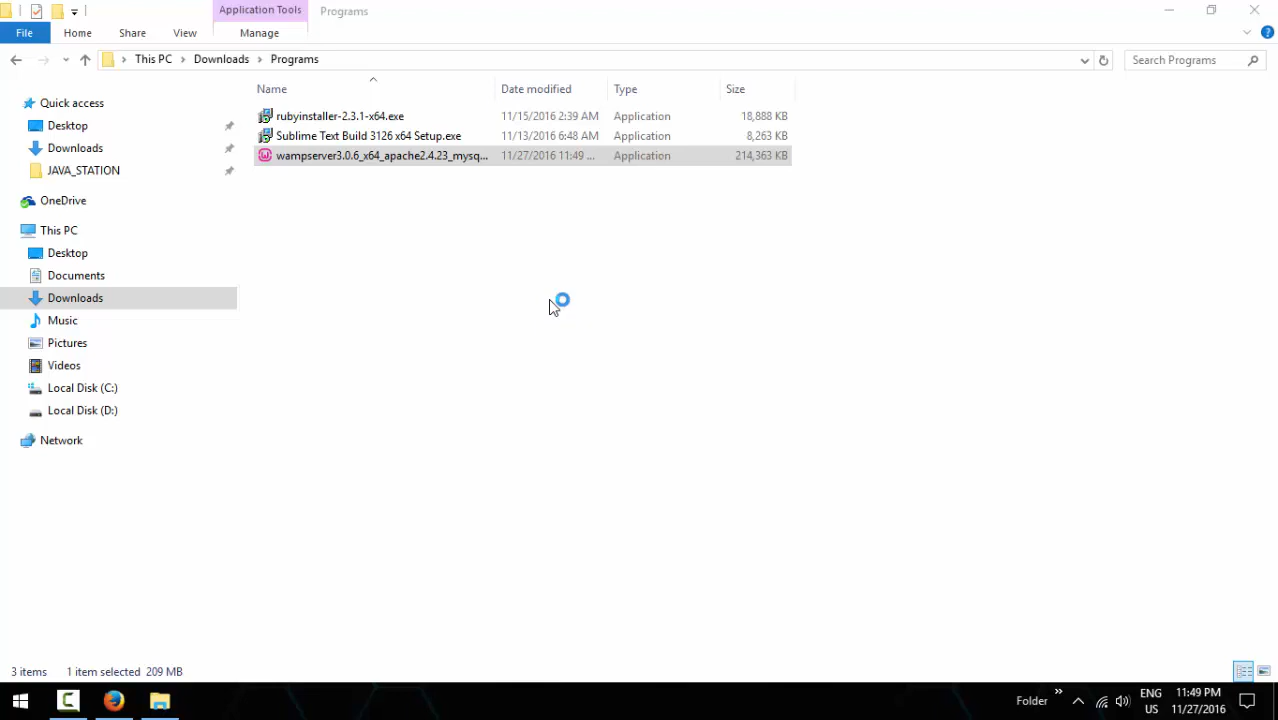 Application Tools
Programs
File
Home
Share
View
Manage
This PC
Downloads
Programs
Search Programs
Name
Date modified
Type
Size
Quick access
Desktop
Downloads
JAVA_STATION
OneDrive
This PC
Desktop
Documents
Downloads
Music
Pictures
Videos
Local Disk (C:)
Local Disk (D:)
Network
rubyinstaller-2.3.1-x64.exe 11/15/2016 2:39 AM Application 18,888 KB
Sublime Text Build 3126 x64 Setup.exe 11/13/2016 6:48 AM Application 8,263 KB
wampserver3.0.6_x64_apache2.4.23_mysq... 11/27/2016 11:49 ... Application 214,363 KB
3 items 1 item selected 209 MB
Folder
ENG
US
11:49 PM
11/27/2016